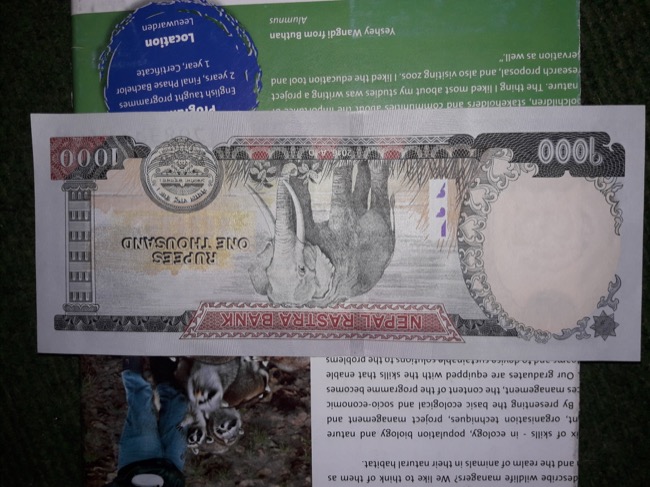 describe wildlife managers? We like to think of them as
and the realm of animals in their natural habitat.
ix of skills - in ecology, population biology and nature
nt, organisation techniques, project management and
By presenting the basic ecological and socio-economic
es management, the content of the programme becomes
Our graduates are equipped with the skills that enable
teams and to devise sustainable solutions to the problems
NEPAL RASTRA BANK
RUPEES
ONE THOUSAND
नेपाल राष्ट्र बैंक
1000
2016 A.D.
1000
olchildren, stakeholders and communities about the importance of
nature. The thing I liked most about my studies was writing a project
esearch proposal, and also visiting zoos. I liked the education tool and
ervation as well."
Yeshey Wangdi from Buthan
Alumnus
English taught programmes
2 years, Final Phase Bachelor
1 year, Certificate
Location
Leeuwarden